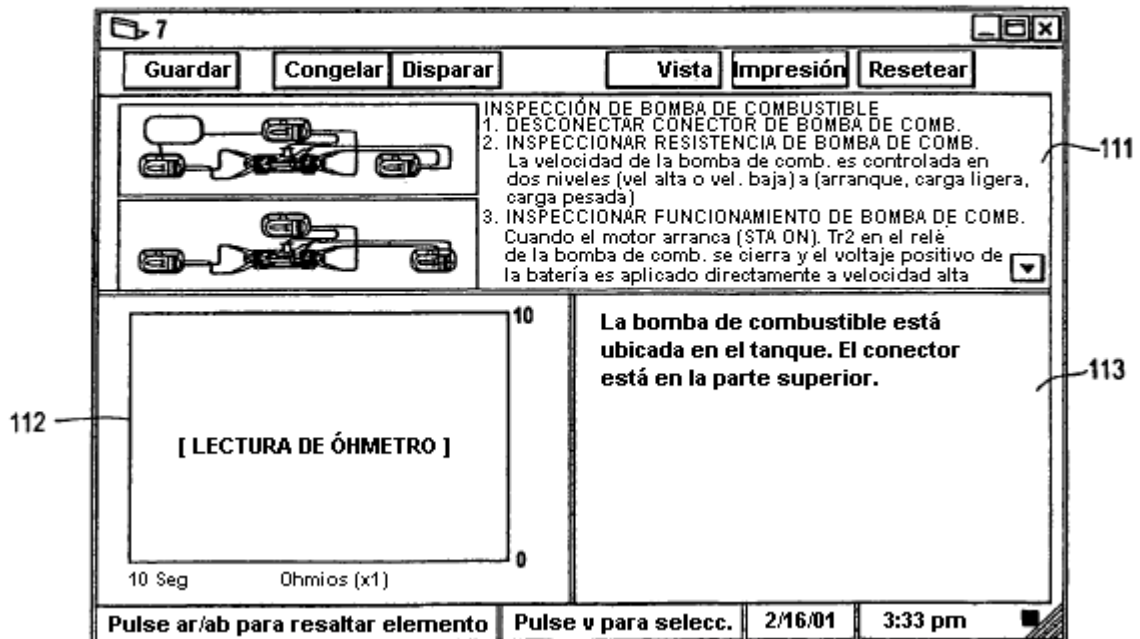 7
Guardar Congelar Disparar Vista Impresión Resetear
INSPECCIÓN DE BOMBA DE COMBUSTIBLE
1. DESCONECTAR CONECTOR DE BOMBA DE COMB.
2. INSPECCIONAR RESISTENCIA DE BOMBA DE COMB.
La velocidad de la bomba de comb. es controlada en
dos niveles (vel alta o vel. baja) a (arranque, carga ligera,
carga pesada)
3. INSPECCIONAR FUNCIONAMIENTO DE BOMBA DE COMB.
Cuando el motor arranca (STA ON). Tr2 en el relé
de la bomba de comb. se cierra y el voltaje positivo de
la batería es aplicado directamente a velocidad alta
111
10
[ LECTURA DE ÓHMETRO ]
0
10 Seg Ohmios (x1)
112
La bomba de combustible está
ubicada en el tanque. El conector
está en la parte superior.
113
Pulse ar/ab para resaltar elemento Pulse v para selecc. 2/16/01 3:33 pm